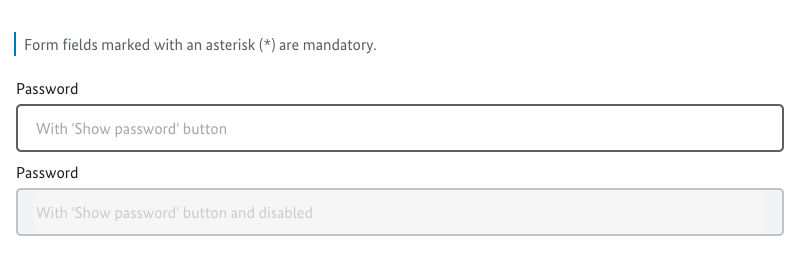 Form fields marked with an asterisk (*) are mandatory.
Password
With 'Show password' button
Password
With 'Show password' button and disabled